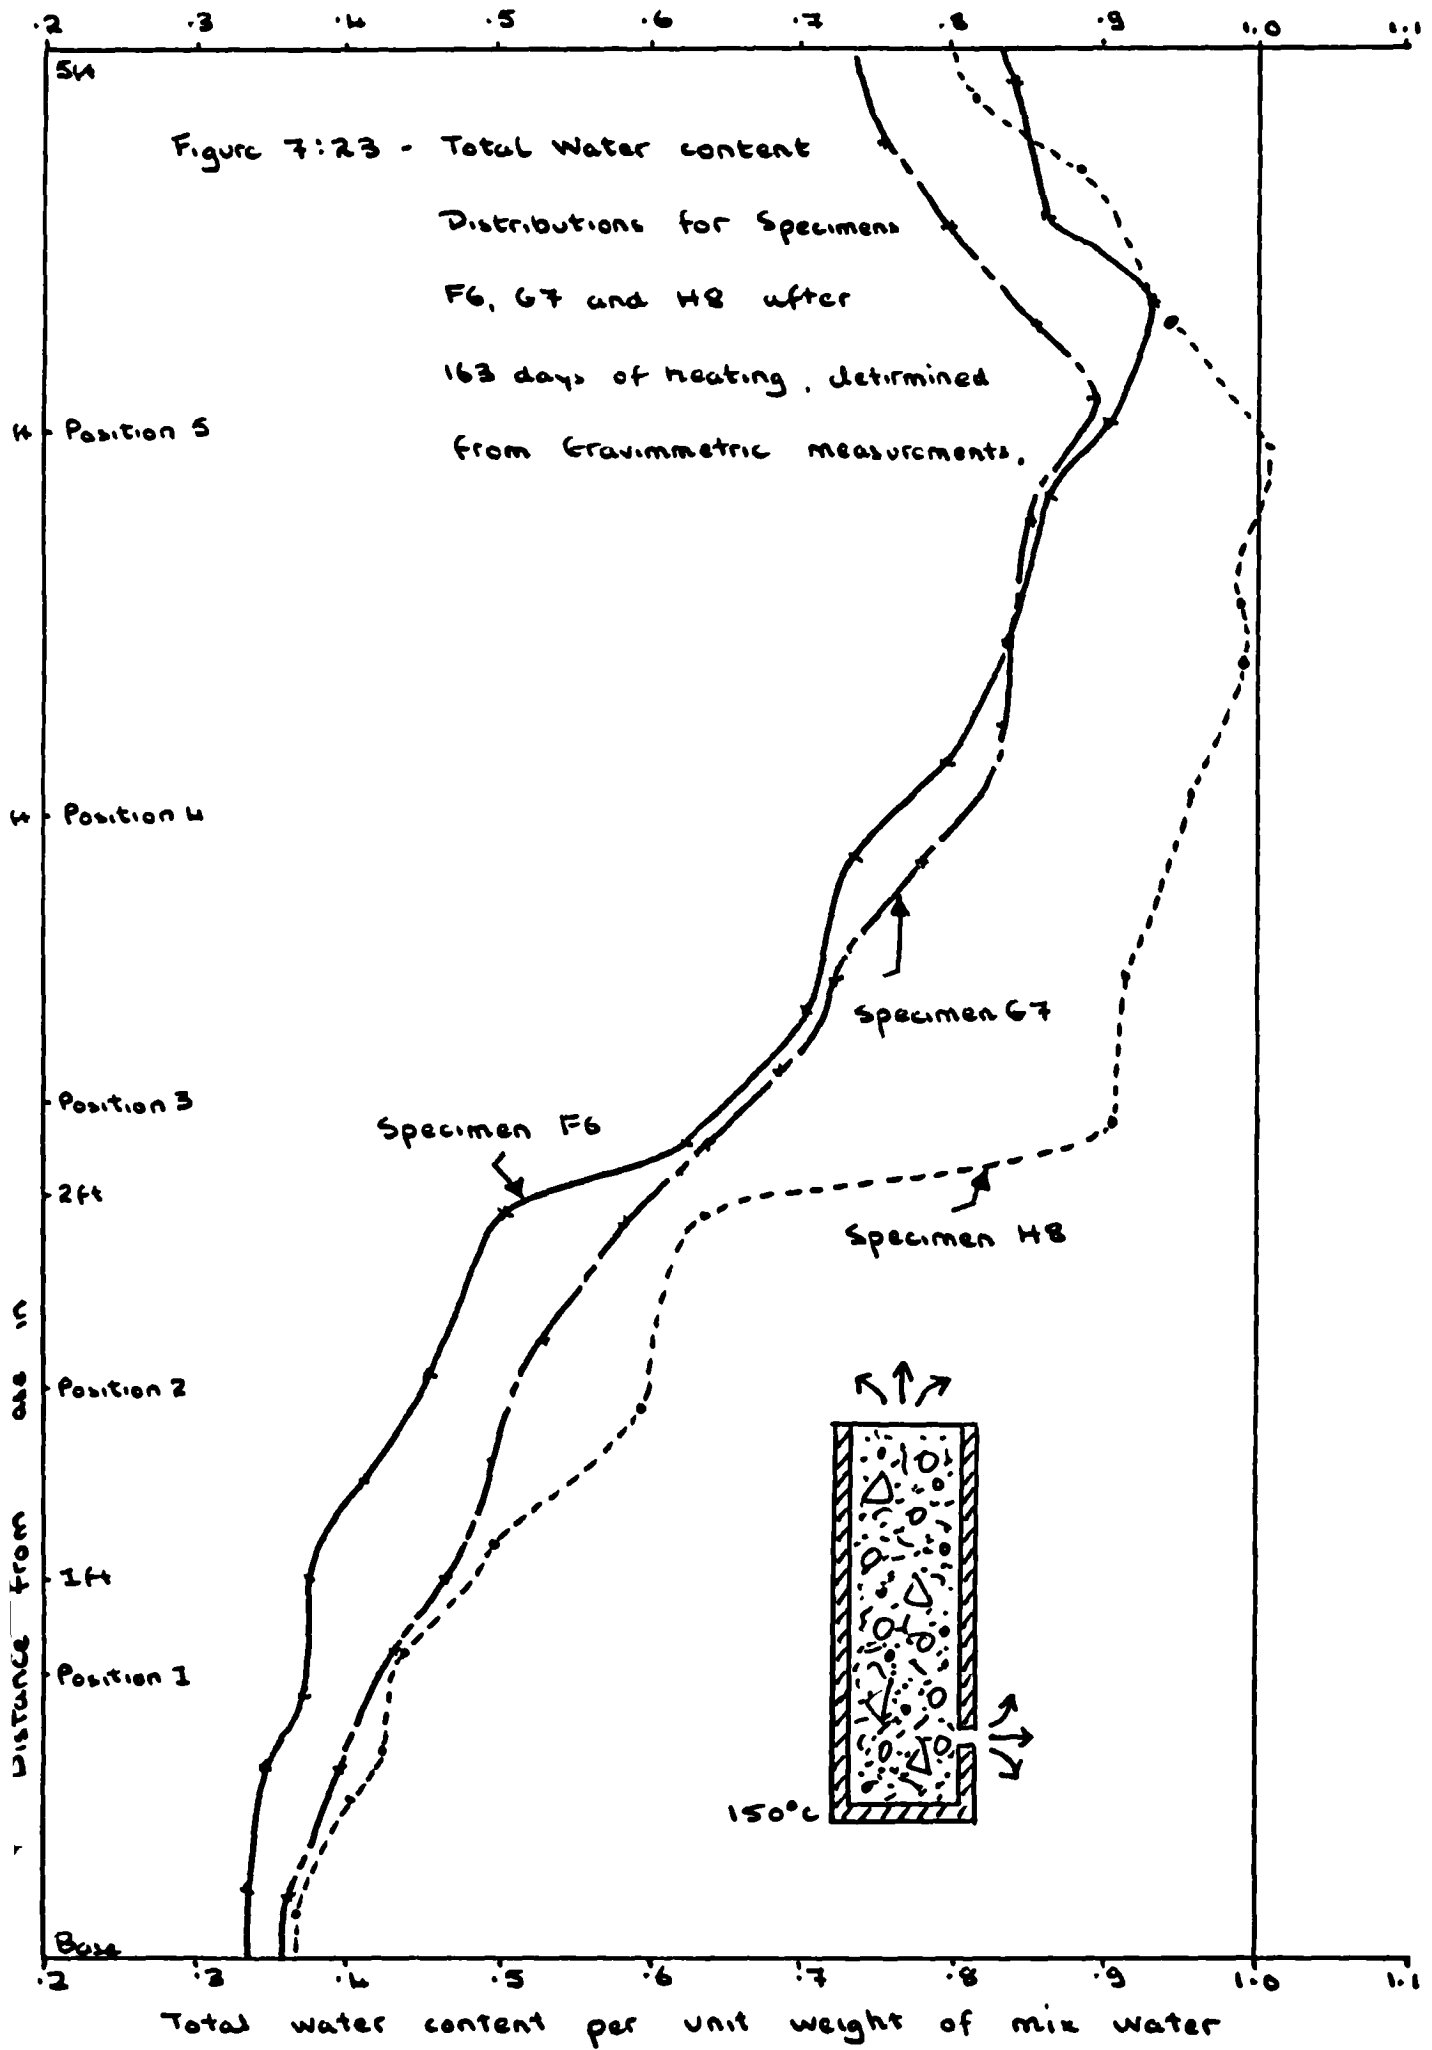 .2 .3 .4 .5 .6 .7 .8 .9 1.0 1.1
5ft
Figure 7:23 - Total Water content
Distributions for Specimens
F6, G7 and H8 after
163 days of heating, detirmined
from Gravimmetric measurements.
Position 5
Position 4
Specimen G7
Position 3
Specimen F6
2ft
Specimen H8
Position 2
1ft
Position 1
150°C
Base
Distance from ase in
.2 .3 .4 .5 .6 .7 .8 .9 1.0 1.1
Total water content per unit weight of mix water